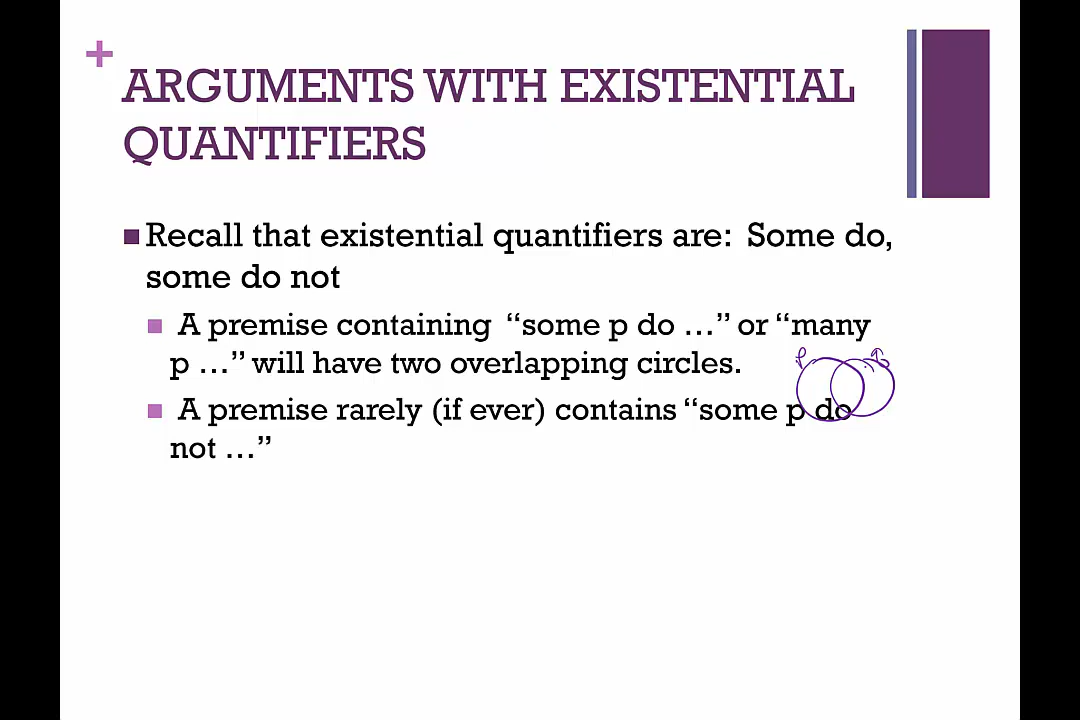 +
ARGUMENTS WITH EXISTENTIAL
QUANTIFIERS
Recall that existential quantifiers are: Some do,
some do not
A premise containing “some p do …” or “many
p …” will have two overlapping circles.
A premise rarely (if ever) contains “some p do
not …”